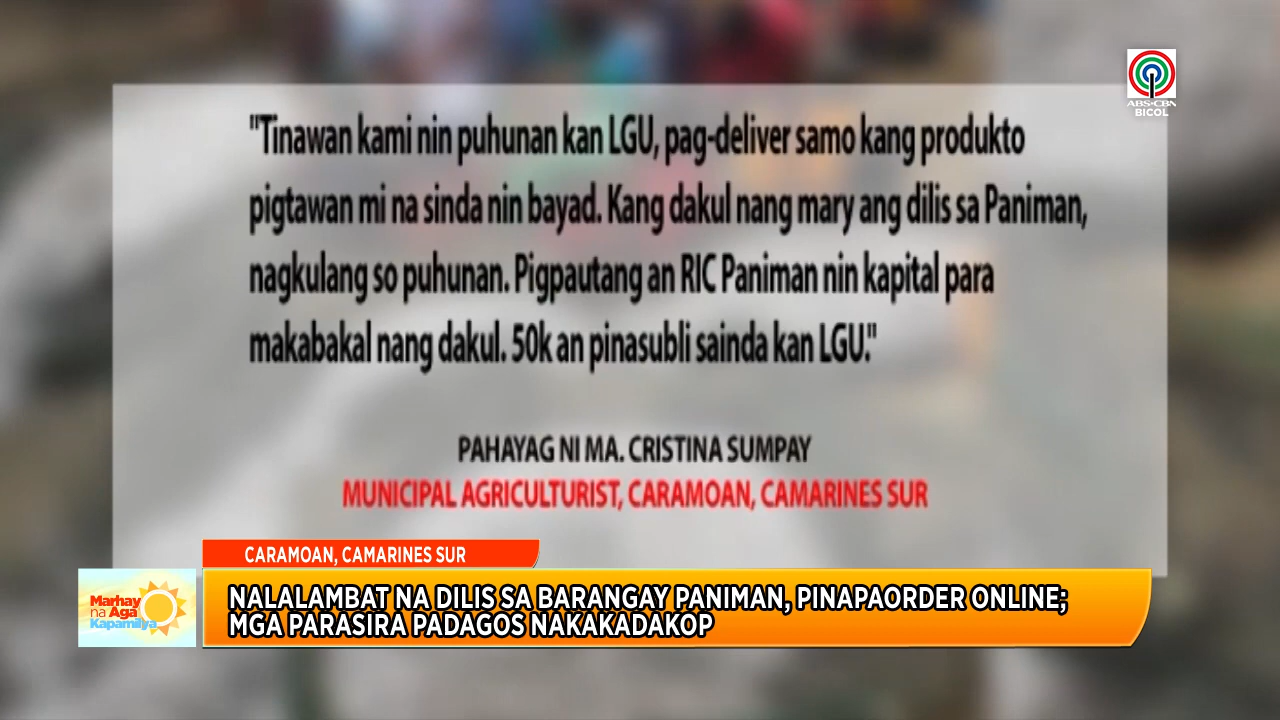 ABS-CBN
BICOL
"Tinawan kami nin puhunan kan LGU, pag-deliver samo kang produkto
pigtawan mi na sinda nin bayad. Kang dakul nang mary ang dilis sa Paniman,
nagkulang so puhunan. Pigpautang an RIC Paniman nin kapital para
makabakal nang dakul. 50k an pinasubli sainda kan LGU."
PAHAYAG NI MA. CRISTINA SUMPAY
MUNICIPAL AGRICULTURIST, CARAMOAN, CAMARINES SUR
CARAMOAN, CAMARINES SUR
Marhay
na Aga
Kapamilya
NALALAMBAT NA DILIS SA BARANGAY PANIMAN, PINAPAORDER ONLINE;
MGA PARASIRA PADAGOS NAKAKADAKOP